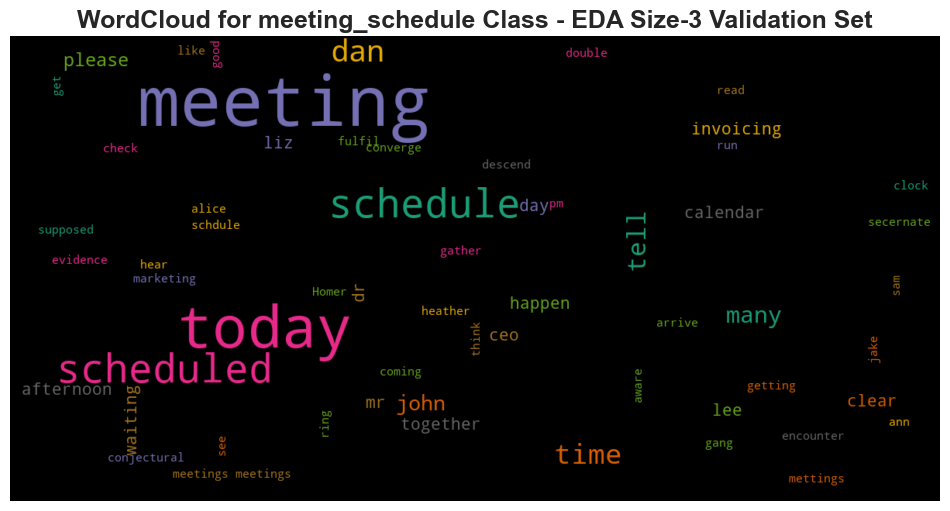 WordCloud for meeting_schedule Class - EDA Size-3 Validation Set
like
good
dan
double
please
get
meeting
read
invoicing
check
liz
fulfil
converge
run
descend
clock
alice
schedule
day
pm
calendar
schdule
secernate
supposed
tell
evidence
hear
gather
marketing
Homer
dr
sam
today
heather
happen
many
think
ceo
arrive
jake
scheduled
coming
afternoon
aware
getting
waiting
mr
john
lee
clear
ring
together
gang
encounter
ann
see
conjectural
time
meetings meetings
mettings